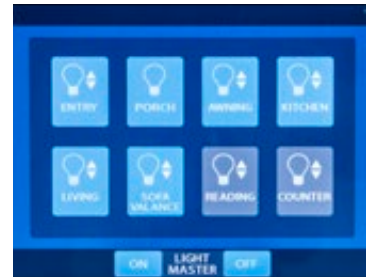 ENTRY PORCH AWNING KITCHEN
LIVING SOFA VALANCE READING COUNTER
ON LIGHT MASTER OFF